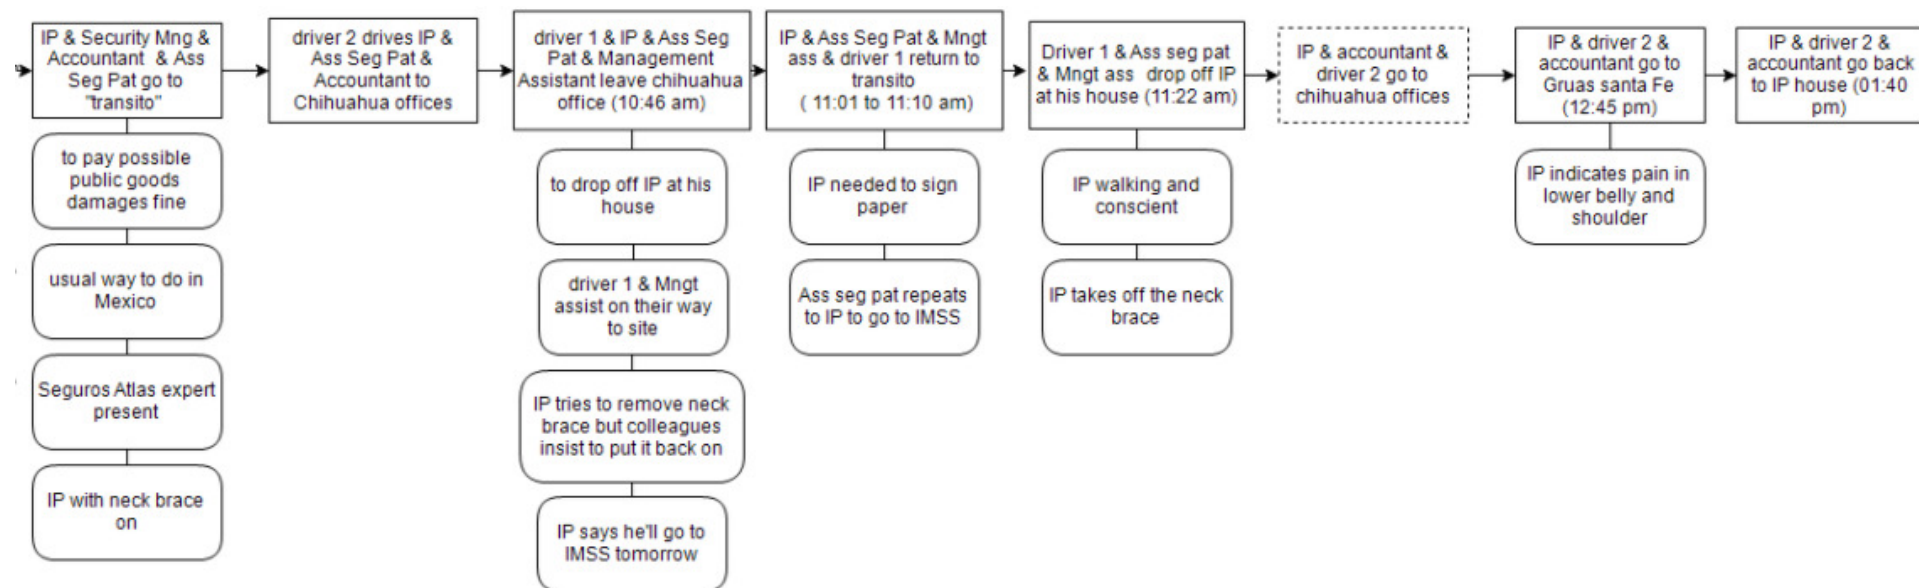 IP & Security Mng &
Accountant & Ass
Seg Pat go to
"transito"
to pay possible
public goods
damages fine
usual way to do in
Mexico
Seguros Atlas expert
present
IP with neck brace
on
driver 2 drives IP &
Ass Seg Pat &
Accountant to
Chihuahua offices
driver 1 & IP & Ass Seg
Pat & Management
Assistant leave chihuahua
office (10:46 am)
to drop off IP at his
house
driver 1 & Mngt
assist on their way
to site
IP tries to remove neck
brace but colleagues
insist to put it back on
IP says he'll go to
IMSS tomorrow
IP & Ass Seg Pat & Mngt
ass & driver 1 return to
transito
( 11:01 to 11:10 am)
IP needed to sign
paper
Ass seg pat repeats
to IP to go to IMSS
Driver 1 & Ass seg pat
& Mngt ass drop off IP
at his house (11:22 am)
IP walking and
conscient
IP takes off the neck
brace
IP & accountant &
driver 2 go to
chihuahua offices
IP & driver 2 &
accountant go to
Gruas santa Fe
(12:45 pm)
IP indicates pain in
lower belly and
shoulder
IP & driver 2 &
accountant go back
to IP house (01:40
pm)